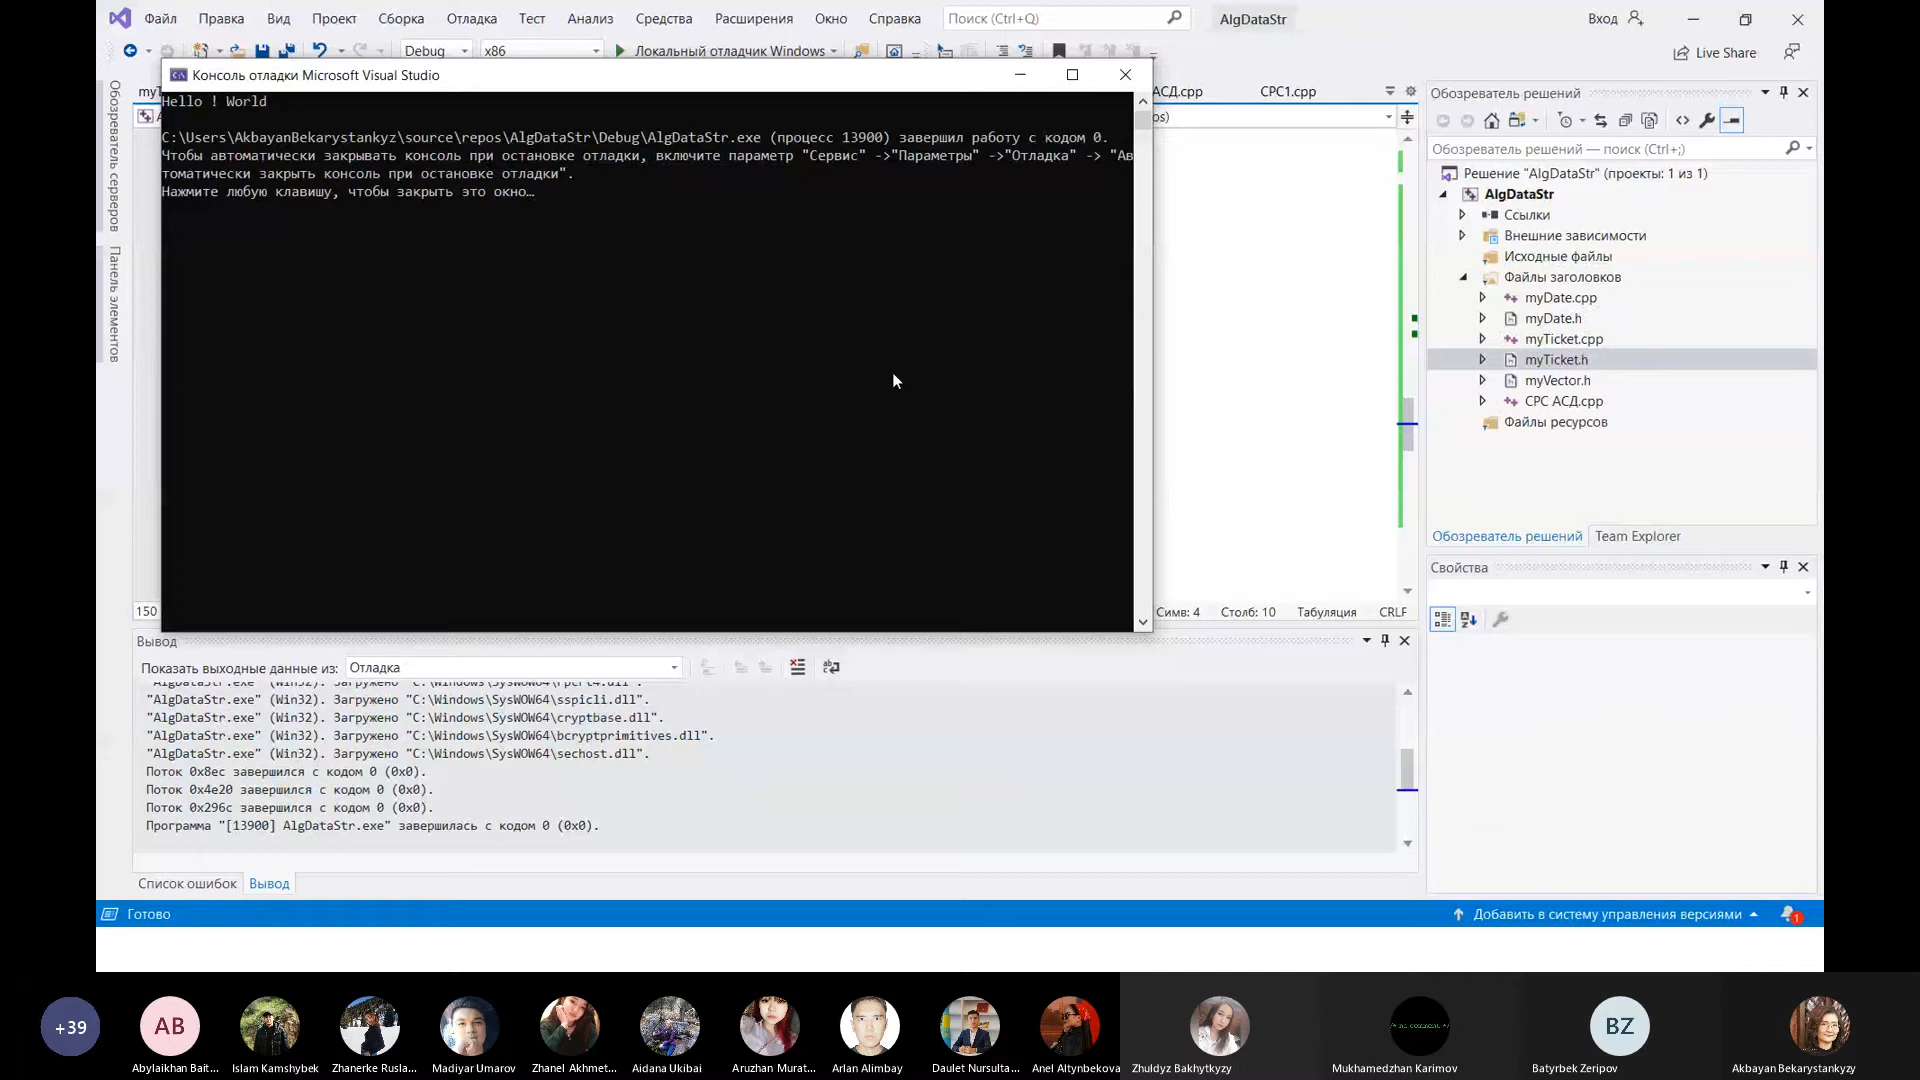 Файл Правка Вид Проект Сборка Отладка Тест Анализ Средства Расширения Окно Справка Поиск (Ctrl+Q) AlgDataStr Вход
Debug x86 Локальный отладчик Windows Live Share
Консоль отладки Microsoft Visual Studio
Hello ! World
C:\Users\AkbayanBekarystankyz\source\repos\AlgDataStr\Debug\AlgDataStr.exe (процесс 13900) завершил работу с кодом 0.
Чтобы автоматически закрывать консоль при остановке отладки, включите параметр "Сервис" ->"Параметры" ->"Отладка" -> "Ав
томатически закрыть консоль при остановке отладки".
Нажмите любую клавишу, чтобы закрыть это окно…
Обозреватель серверов
Панель элементов
АСД.cpp СРС1.cpp
150 Симв: 4 Столб: 10 Табуляция CRLF
Обозреватель решений
Обозреватель решений — поиск (Ctrl+;)
Решение "AlgDataStr" (проекты: 1 из 1)
AlgDataStr
Ссылки
Внешние зависимости
Исходные файлы
Файлы заголовков
myDate.cpp
myDate.h
myTicket.cpp
myTicket.h
myVector.h
СРС АСД.cpp
Файлы ресурсов
Обозреватель решений Team Explorer
Свойства
Вывод
Показать выходные данные из: Отладка
"AlgDataStr.exe" (Win32). Загружено "C:\Windows\SysWOW64\rpcrt4.dll".
"AlgDataStr.exe" (Win32). Загружено "C:\Windows\SysWOW64\sspicli.dll".
"AlgDataStr.exe" (Win32). Загружено "C:\Windows\SysWOW64\cryptbase.dll".
"AlgDataStr.exe" (Win32). Загружено "C:\Windows\SysWOW64\bcryptprimitives.dll".
"AlgDataStr.exe" (Win32). Загружено "C:\Windows\SysWOW64\sechost.dll".
Поток 0x8ec завершился с кодом 0 (0x0).
Поток 0x4e20 завершился с кодом 0 (0x0).
Поток 0x296c завершился с кодом 0 (0x0).
Программа "[13900] AlgDataStr.exe" завершилась с кодом 0 (0x0).
Список ошибок Вывод
Готово Добавить в систему управления версиями 1
+39 AB BZ
Abylaikhan Bait... Islam Kamshybek Zhanerke Rusla... Madiyar Umarov Zhanel Akhmet... Aidana Ukibai Aruzhan Murat... Arlan Alimbay Daulet Nursulta... Anel Altynbekova Zhuldyz Bakhytkyzy Mukhamedzhan Karimov Batyrbek Zeripov Akbayan Bekarystankyzy